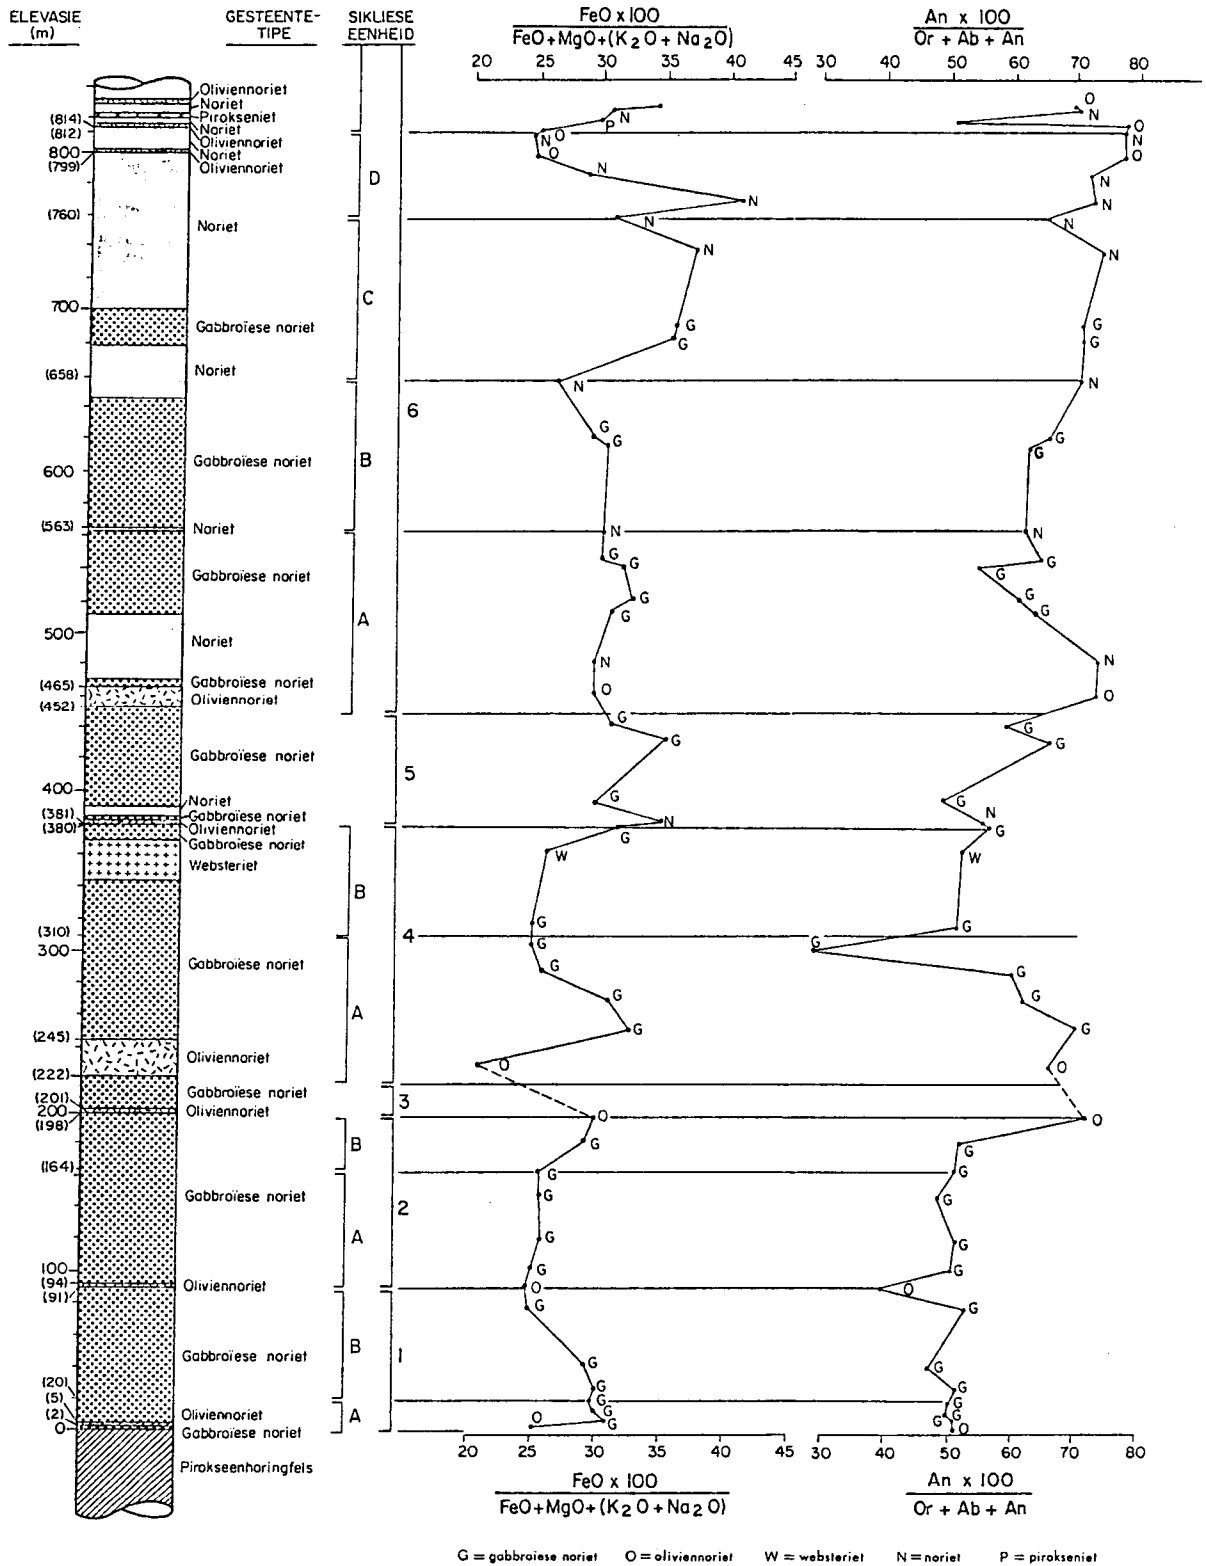 ELEVASIE
(m)
GESTEENTE-
TIPE
SIKLIESE
EENHEID
FeO x 100
FeO+MgO+(K₂O + Na₂O)
An x 100
Or + Ab + An
20 25 30 35 40 45 30 40 50 60 70 80
Oliviennoriet
Noriet
Pirokseniet
(814) Noriet
(812) Oliviennoriet
Noriet
800
(799) Oliviennoriet
(760) Noriet
700
Gabbroïese noriet
(658) Noriet
600 Gabbroïese noriet
(563) Noriet
Gabbroïese noriet
500 Noriet
(465) Gabbroïese noriet
(452) Oliviennoriet
Gabbroïese noriet
400
Noriet
(381) Gabbroïese noriet
(380) Oliviennoriet
Gabbroïese noriet
Websteriet
(310)
300 Gabbroïese noriet
(245)
Oliviennoriet
(222)
(201) Gabbroïese noriet
200 Oliviennoriet
(198)
(164)
Gabbroïese noriet
100
(94) Oliviennoriet
(91)
Gabbroïese noriet
(20)
(5)
(2) Oliviennoriet
0 Gabbroïese noriet
Pirokseenhoringfels
D
C
6
B
A
5
B
4
A
3
B
2
A
B
1
A
N
P
O
N
O
N
N
N
N
G
G
N
G
G
N
G
G
G
G
N
O
G
G
G
N
G
W
G
G
G
G
G
O
O
G
G
G
G
G
O
G
G
G
G
G
O
G
O
N
O
N
O
N
N
N
N
G
G
N
G
G
N
G
G
G
G
N
O
G
G
G
N
G
W
G
G
G
G
G
O
O
G
G
G
G
G
O
G
G
G
G
G
G
O
20 30 35 40 45 30 40 50 60 70 80
FeO x 100
FeO+MgO+(K₂O + Na₂O)
An x 100
Or + Ab + An
G = gabbroiese noriet O = oliviennoriet W = websteriet N = noriet P = pirokseniet